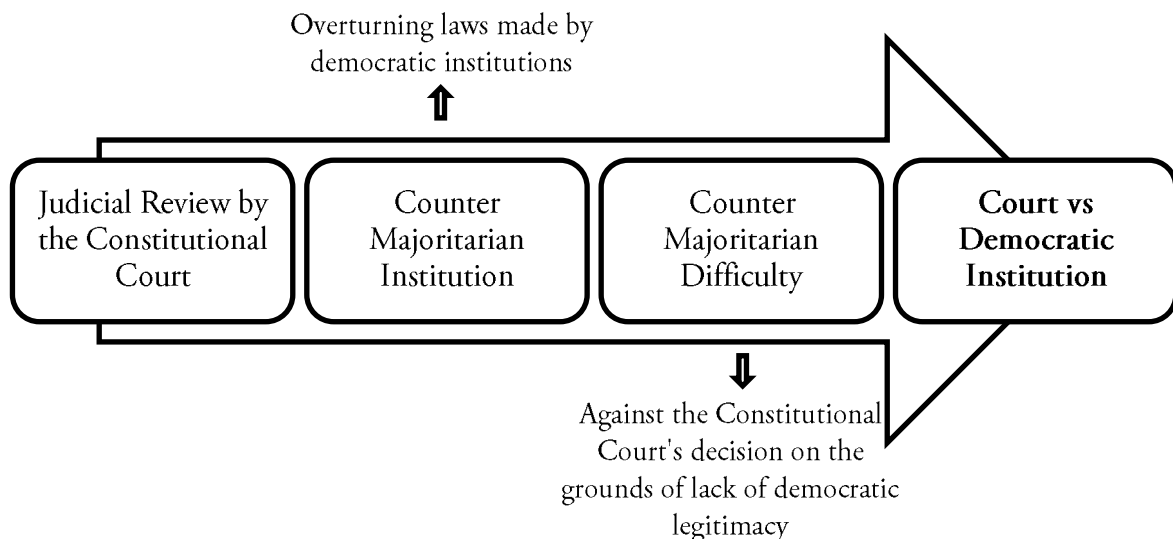 Overturning laws made by
democratic institutions
Judicial Review by
the Constitutional
Court
Counter
Majoritarian
Institution
Counter
Majoritarian
Difficulty
Court vs
Democratic
Institution
Against the Constitutional
Court's decision on the
grounds of lack of democratic
legitimacy